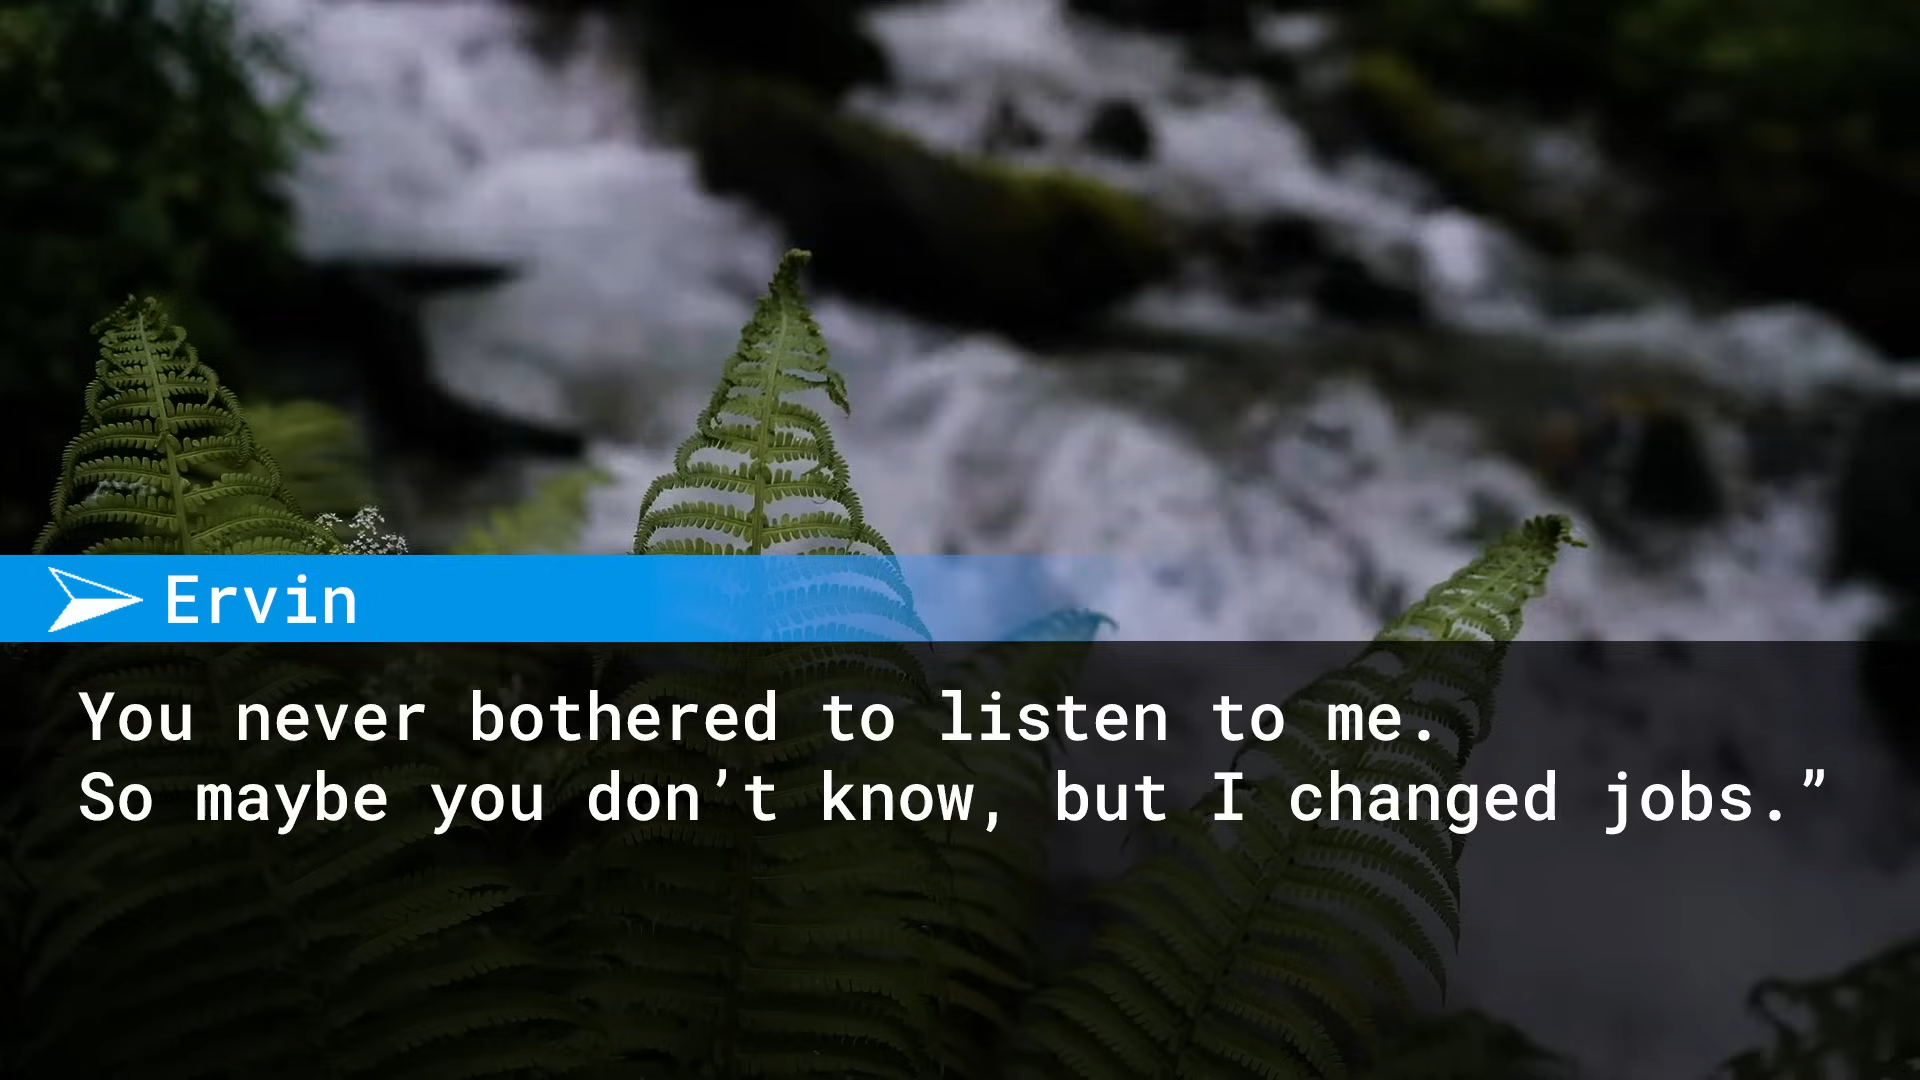 Ervin
You never bothered to listen to me.
So maybe you don’t know, but I changed jobs.”